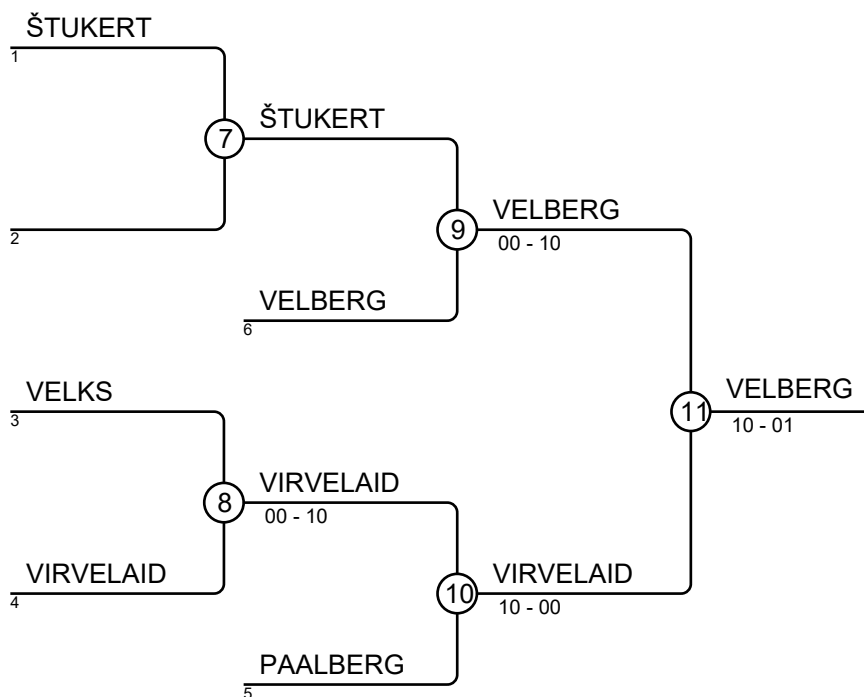 ŠTUKERT
1
7
ŠTUKERT
2
9
VELBERG
00 - 10
VELBERG
6
VELKS
3
11
VELBERG
10 - 01
8
VIRVELAID
00 - 10
VIRVELAID
4
10
VIRVELAID
10 - 00
PAALBERG
5